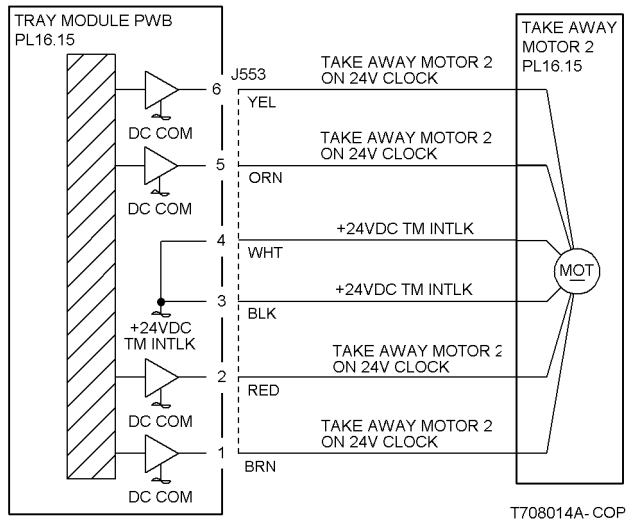 TRAY MODULE PWB
PL16.15
TAKE AWAY
MOTOR 2
PL16.15
J553
6
YEL
TAKE AWAY MOTOR 2
ON 24V CLOCK
DC COM
5
ORN
TAKE AWAY MOTOR 2
ON 24V CLOCK
DC COM
4
WHT
+24VDC TM INTLK
MOT
3
BLK
+24VDC TM INTLK
+24VDC
TM INTLK
2
RED
TAKE AWAY MOTOR 2
ON 24V CLOCK
DC COM
1
BRN
TAKE AWAY MOTOR 2
ON 24V CLOCK
DC COM
T708014A-COP